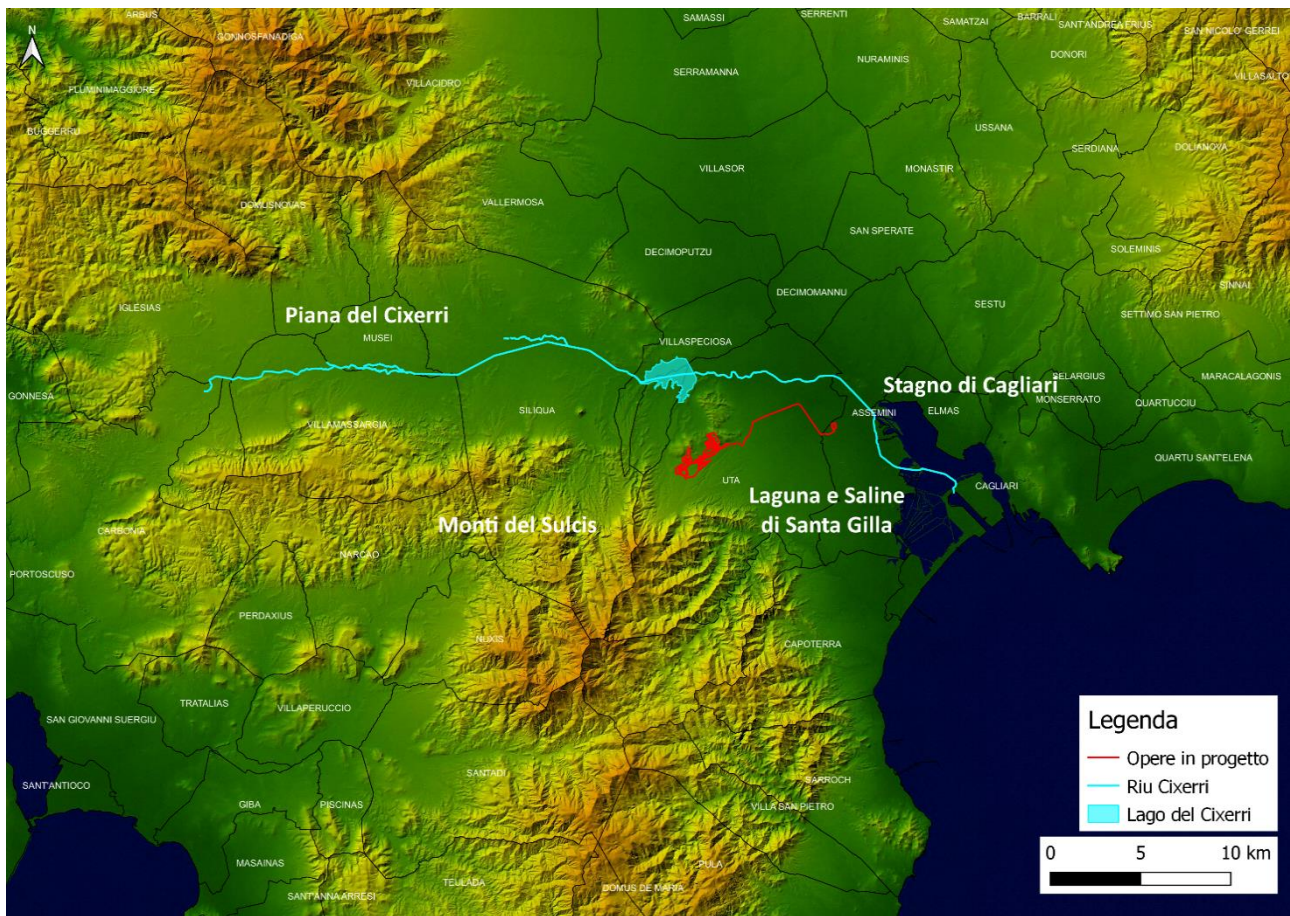 ARBUS
SAMASSI
SERRENTI
SAMATZAI
BARRALI
SANT'ANDREA FRIUS
SAN NICOLO' GERREI
N
GONNOSFANADIGA
NURAMINIS
DONORI
VILLACIDRO
SERRAMANNA
VILLASALTO
FLUMINIMAGGIORE
BUGGERRU
USSANA
SERDIANA
DOLIANOVA
VILLASOR
MONASTIR
DOMUSNOVAS
VALLERMOSA
SAN SPERATE
DECIMOPUTZU
SOLEMINIS
SINNAI
DECIMOMANNU
IGLESIAS
SESTU
SETTIMO SAN PIETRO
Piana del Cixerri
MUSEI
VILLASPECIOSA
SELARGIUS
MARACALAGONIS
Stagno di Cagliari
GONNESA
MONSERRATO
QUARTUCCIU
SILIQUA
ASSEMINI
ELMAS
VILLAMASSARGIA
QUARTU SANT'ELENA
UTA
CAGLIARI
Laguna e Saline
di Santa Gilla
Monti del Sulcis
CARBONIA
NARCAO
PORTOSCUSO
PERDAXIUS
NUXIS
CAPOTERRA
TRATALIAS
VILLAPERUCCIO
SAN GIOVANNI SUERGIU
SANTADI
SARROCH
SANT'ANTIOCO
GIBA
PISCINAS
VILLA SAN PIETRO
MASAINAS
PULA
TEULADA
DOMUS DE MARIA
SANT'ANNA ARRESI
Legenda
Opere in progetto
Riu Cixerri
Lago del Cixerri
0 5 10 km